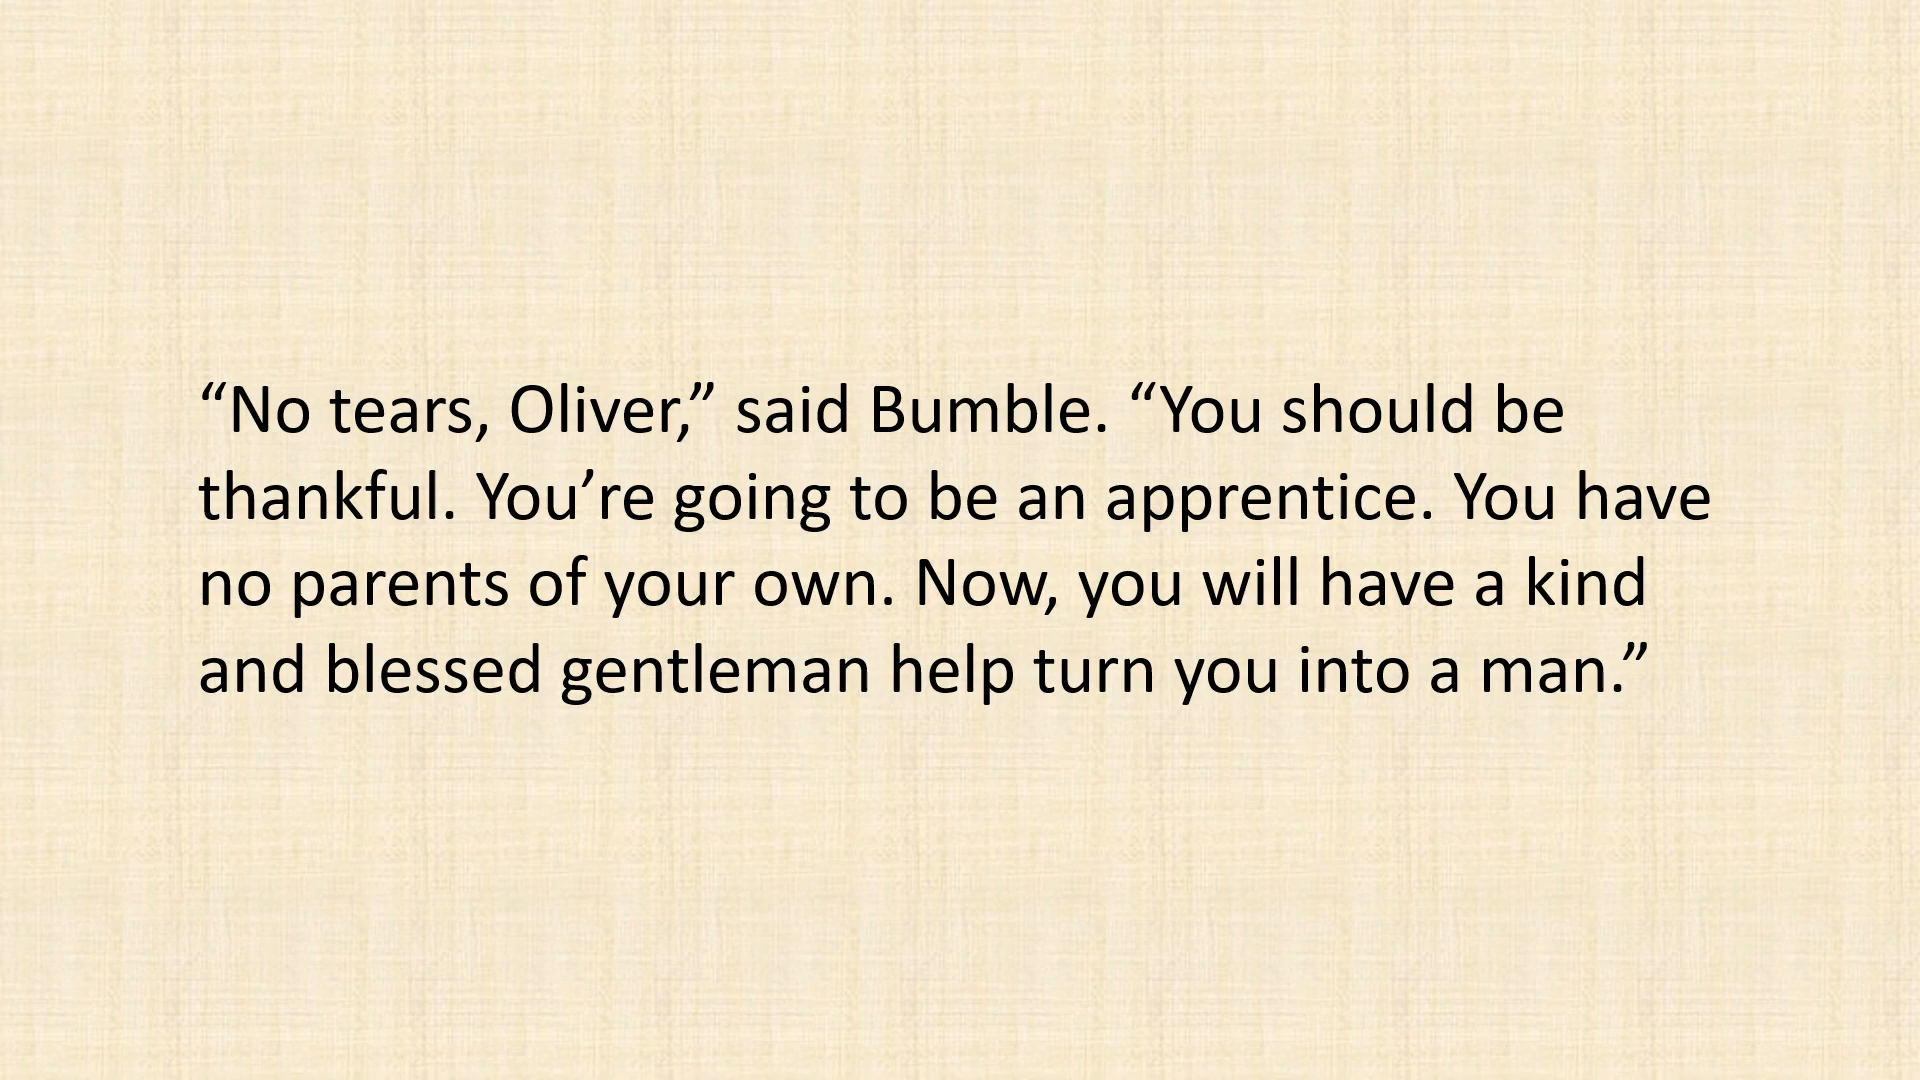 “No tears, Oliver,” said Bumble. “You should be
thankful. You’re going to be an apprentice. You have
no parents of your own. Now, you will have a kind
and blessed gentleman help turn you into a man.”